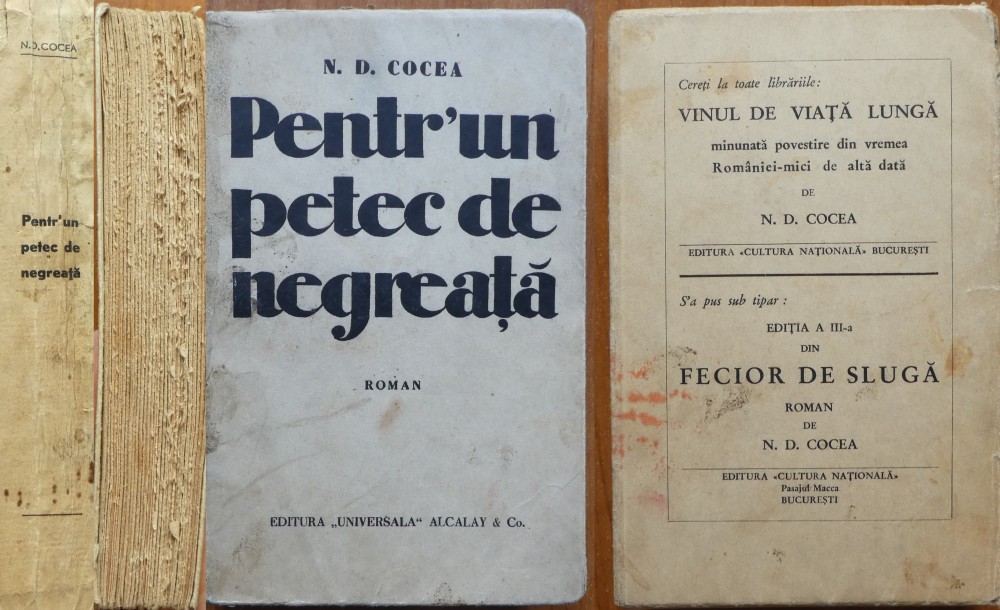 N.D.COCEA
Pentr'un
petec de
negreață
N. D. COCEA
Pentr'un
petec de
negreață
ROMAN
EDITURA „UNIVERSALA“ ALCALAY & Co.
Cereți la toate librăriile:
VINUL DE VIAȚĂ LUNGĂ
minunată povestire din vremea
României-mici de altă dată
DE
N. D. COCEA
EDITURA «CULTURA NAȚIONALĂ» BUCUREȘTI
S'a pus sub tipar:
EDIȚIA A III-a
DIN
FECIOR DE SLUGĂ
ROMAN
DE
N. D. COCEA
EDITURA «CULTURA NAȚIONALĂ»
Pasajul Macca
BUCUREȘTI